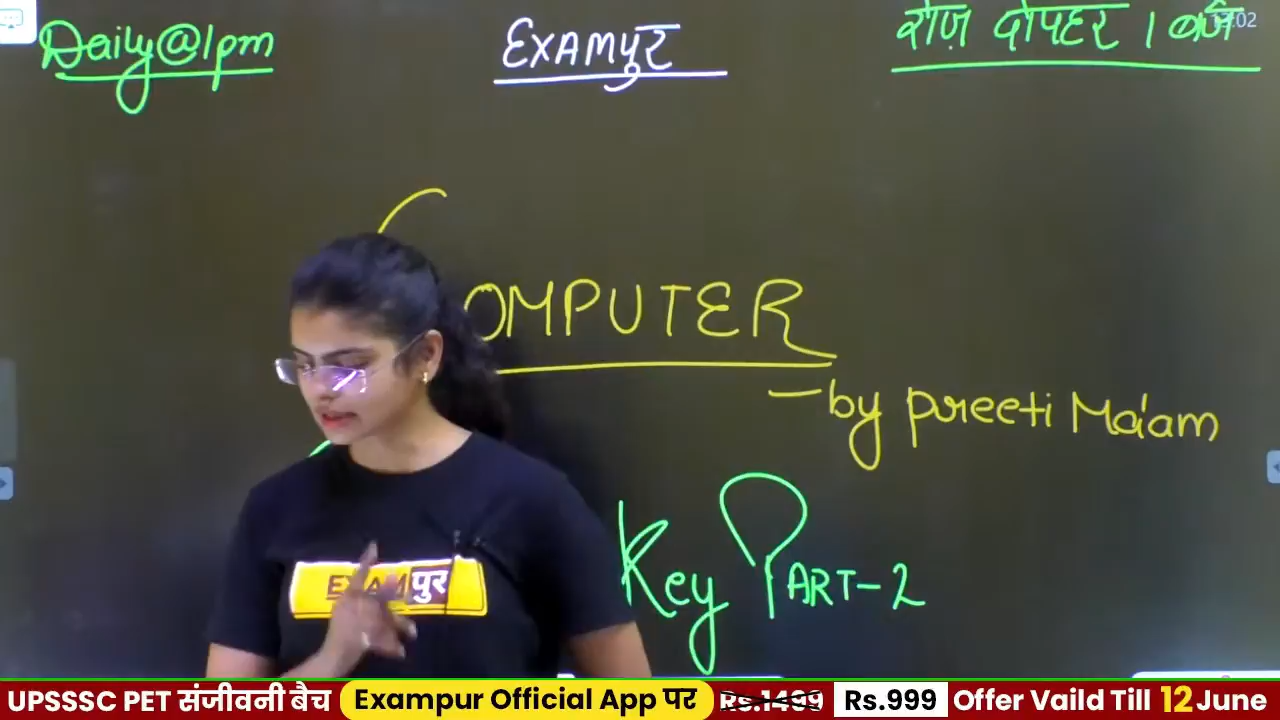 Daily@1pm
Examपुर
रोज़ दोपहर 1 बजे
OMPUTER
- by Preeti Ma'am
Key PART-2
EXAMपुर
UPSSSC PET संजीवनी बैच Exampur Official App पर Rs.1499 Rs.999 Offer Vaild Till 12 June